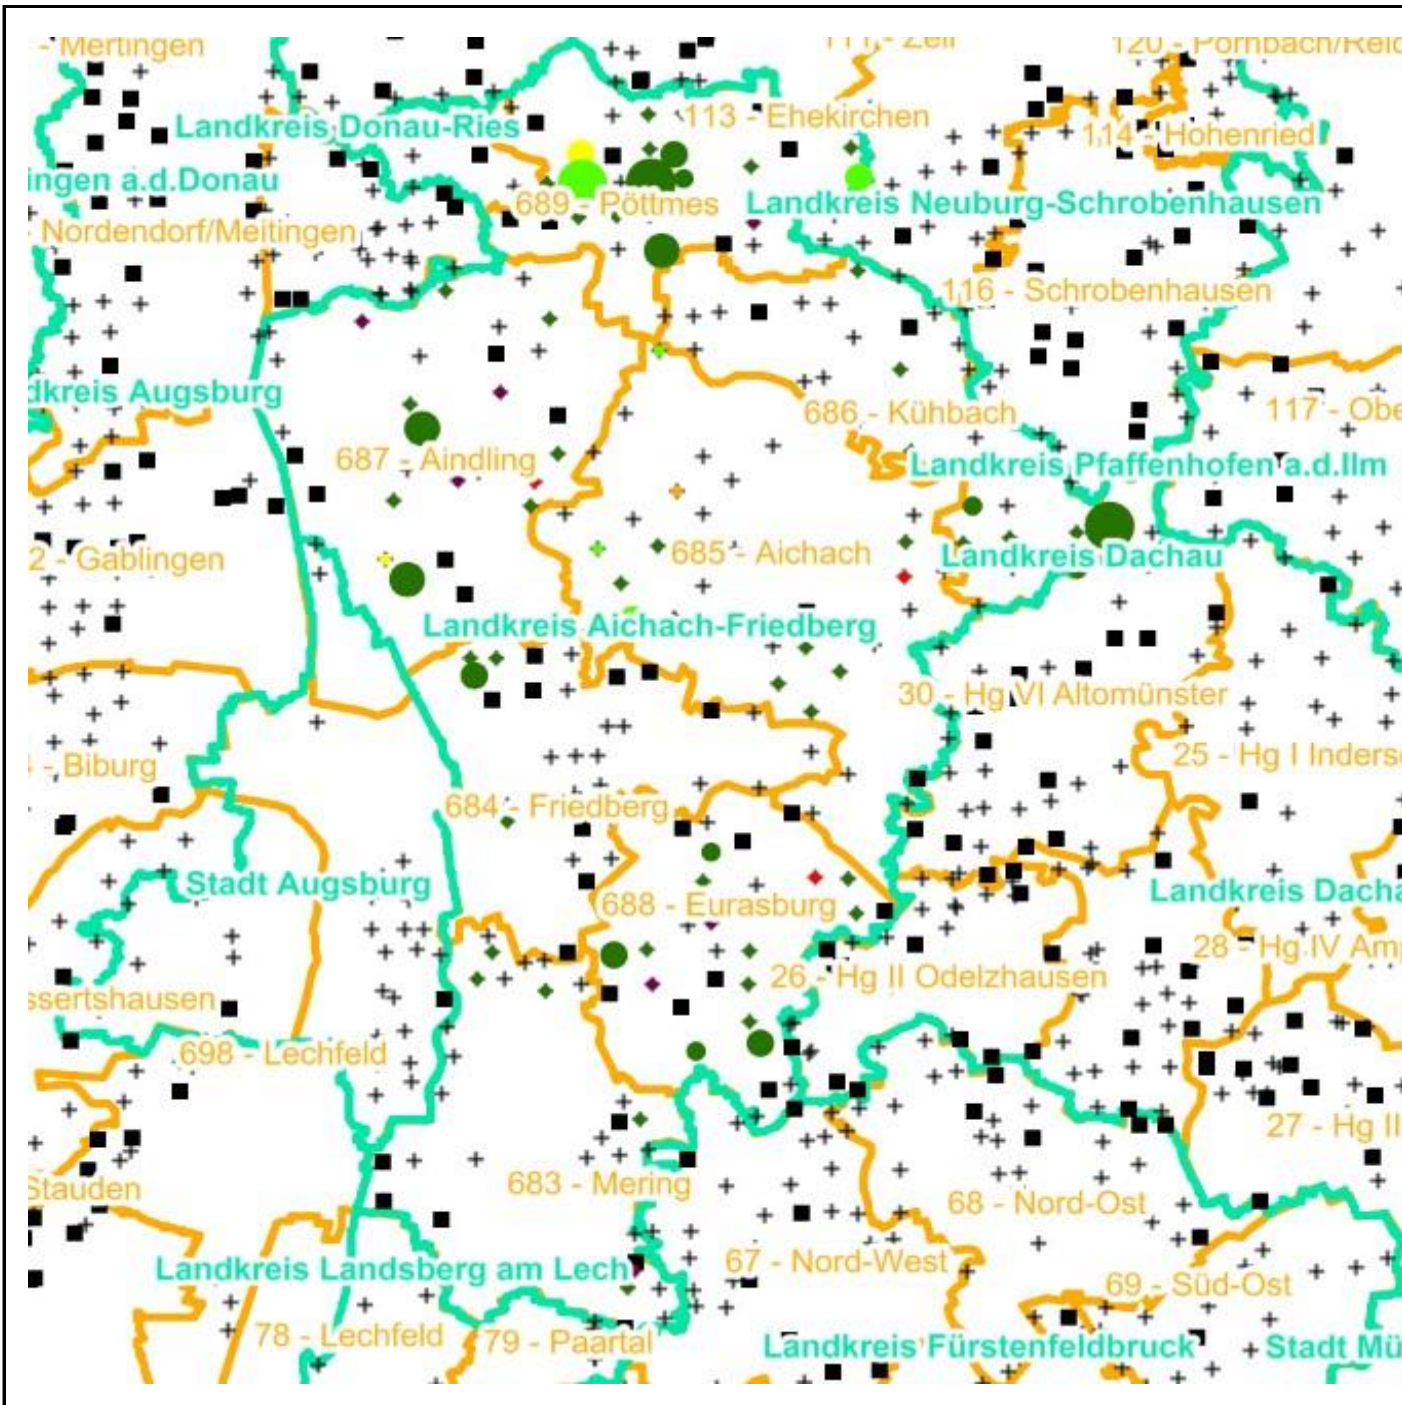 - Mertingen
111 - Zell
120 - Pörnbach/Reic
113 - Ehekirchen
Landkreis Donau-Ries
114 - Hohenried
ingen a.d.Donau
689 - Pöttmes
Landkreis Neuburg-Schrobenhausen
- Nordendorf/Meitingen
116 - Schrobenhausen
dkreis Augsburg
686 - Kühbach
117 - Obe
687 - Aindling
Landkreis Pfaffenhofen a.d.Ilm
2 - Gablingen
685 - Aichach
Landkreis Dachau
Landkreis Aichach-Friedberg
30 - Hg VI Altomünster
25 - Hg I Inders
- Biburg
684 - Friedberg
Stadt Augsburg
Landkreis Dacha
688 - Eurasburg
28 - Hg IV Amp
26 - Hg II Odelzhausen
ssertshausen
698 - Lechfeld
27 - Hg II
Stauden
683 - Mering
68 - Nord-Ost
67 - Nord-West
Landkreis Landsberg am Lech
69 - Süd-Ost
78 - Lechfeld
79 - Paartal
Landkreis Fürstenfeldbruck
Stadt Mü